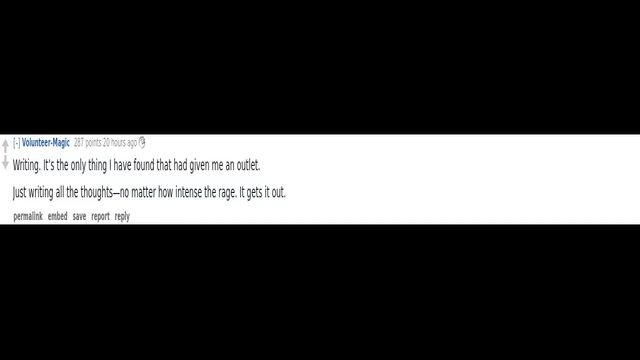 [-] Volunteer-Magic 287 points 20 hours ago
Writing. It's the only thing I have found that had given me an outlet.
Just writing all the thoughts—no matter how intense the rage. It gets it out.
permalink embed save report reply